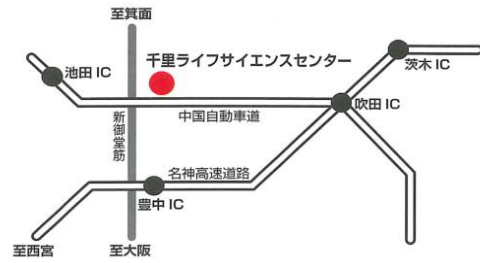 至箕面
千里ライフサイエンスセンター
茨木 IC
池田 IC
吹田 IC
中国自動車道
新御堂筋
名神高速道路
豊中 IC
至西宮
至大阪